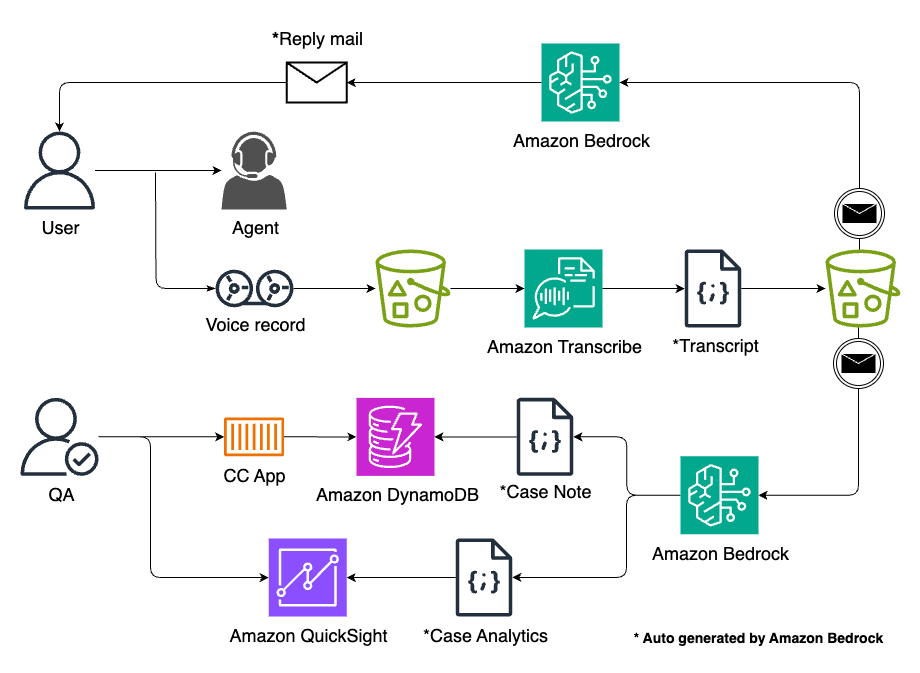 *Reply mail
Amazon Bedrock
User
Agent
Voice record
Amazon Transcribe
*Transcript
{;}
QA
CC App
Amazon DynamoDB
{;}
*Case Note
Amazon Bedrock
{;}
Amazon QuickSight
*Case Analytics
* Auto generated by Amazon Bedrock